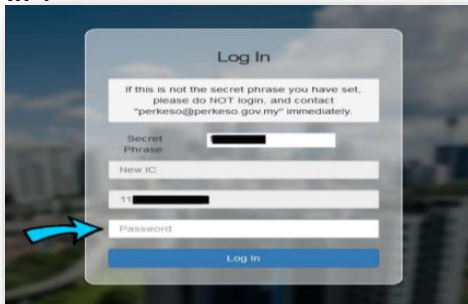 Log In
If this is not the secret phrase you have set,
please do NOT login, and contact
"perkeso@perkeso.gov.my" immediately.
Secret
Phrase
New IC
11
Password
Log In